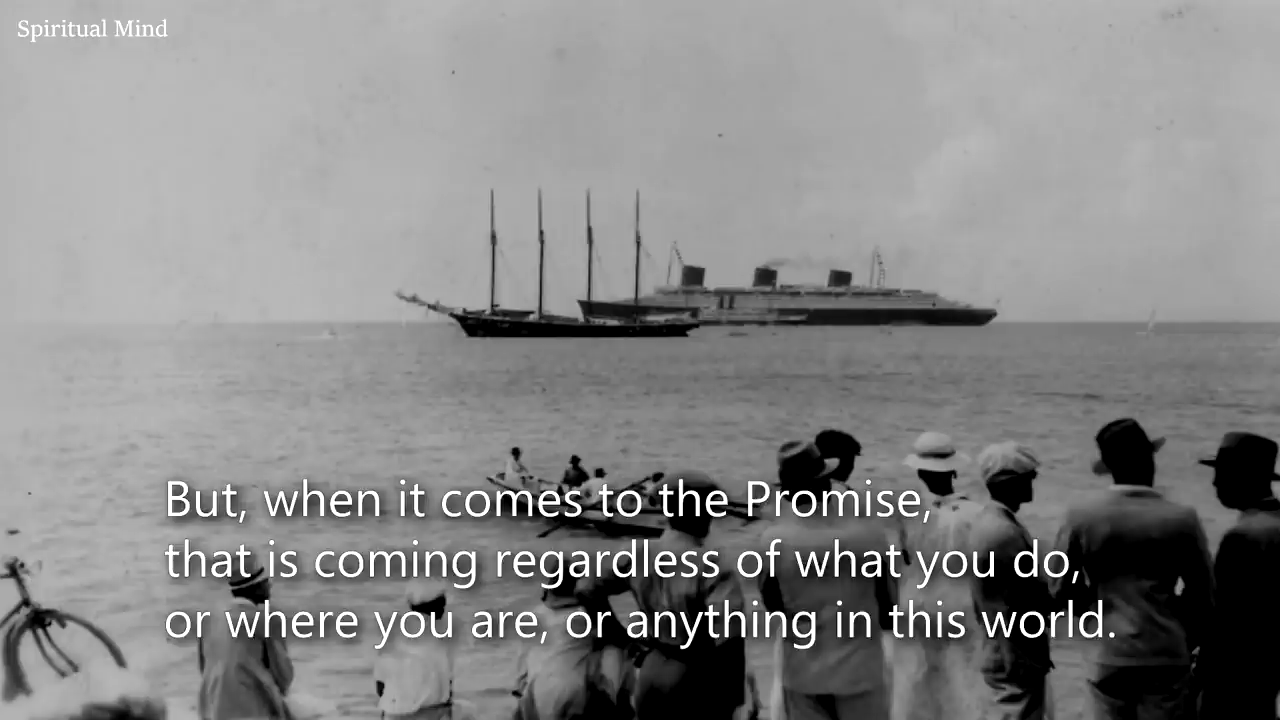 Spiritual Mind
But, when it comes to the Promise,
that is coming regardless of what you do,
or where you are, or anything in this world.